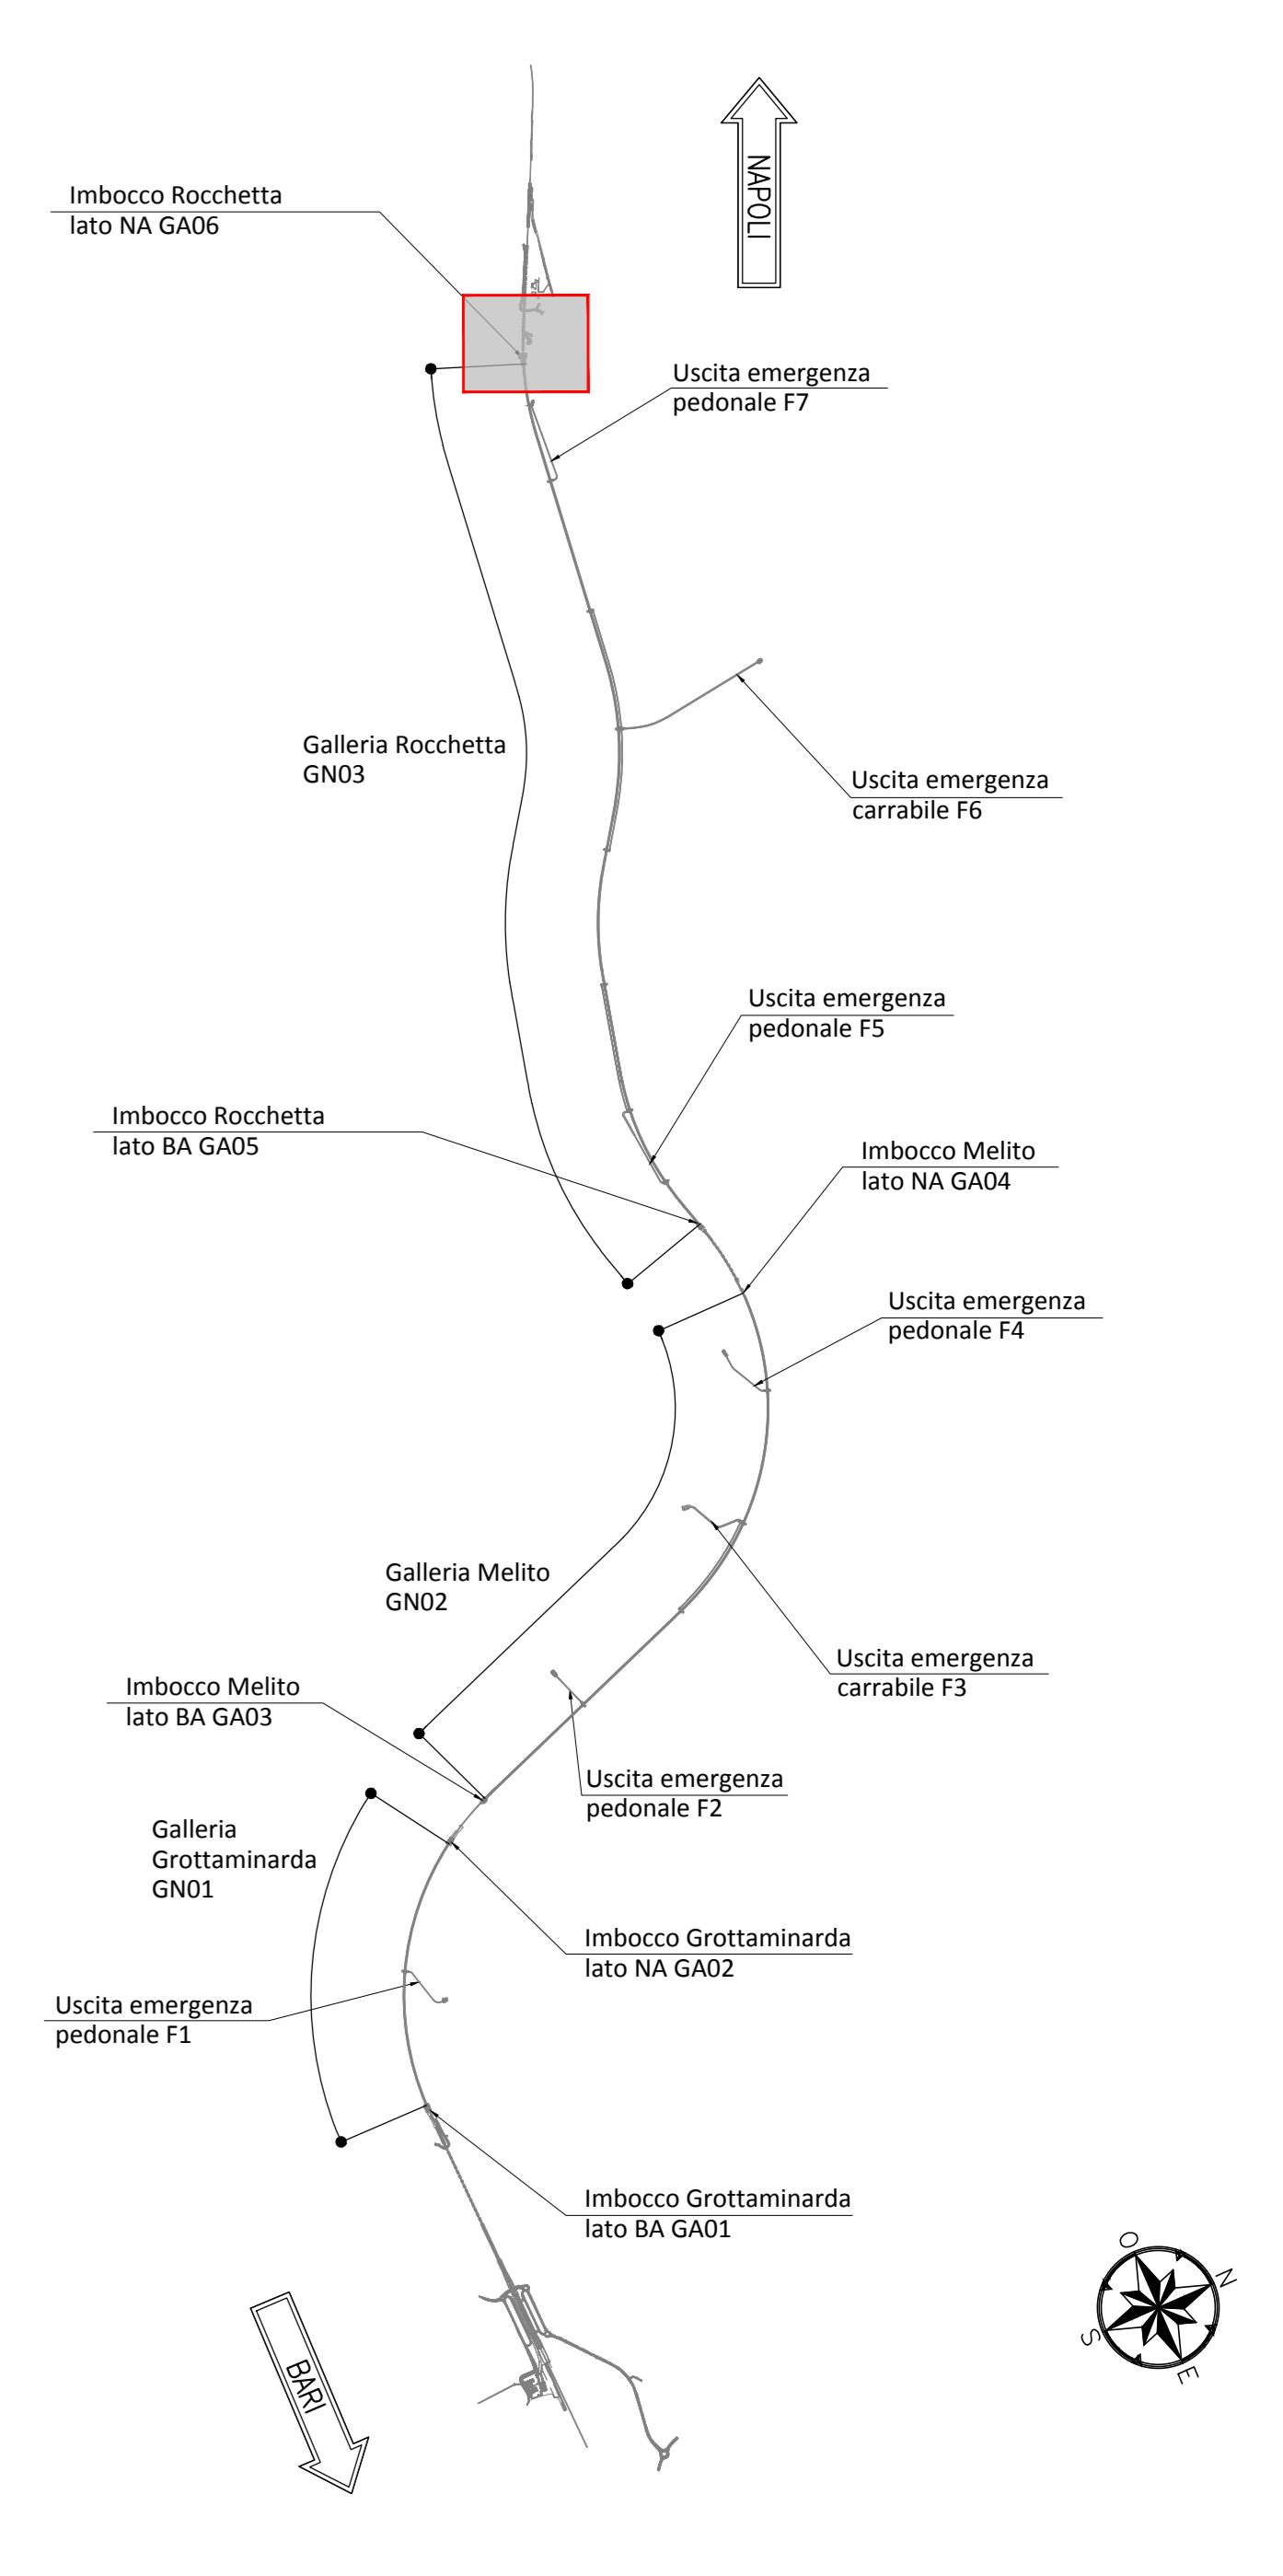 NAPOLI
Imbocco Rocchetta
lato NA GA06
Uscita emergenza
pedonale F7
Galleria Rocchetta
GN03
Uscita emergenza
carrabile F6
Uscita emergenza
pedonale F5
Imbocco Rocchetta
lato BA GA05
Imbocco Melito
lato NA GA04
Uscita emergenza
pedonale F4
Galleria Melito
GN02
Uscita emergenza
carrabile F3
Imbocco Melito
lato BA GA03
Uscita emergenza
pedonale F2
Galleria
Grottaminarda
GN01
Imbocco Grottaminarda
lato NA GA02
Uscita emergenza
pedonale F1
Imbocco Grottaminarda
lato BA GA01
BARI
O
N
S
E